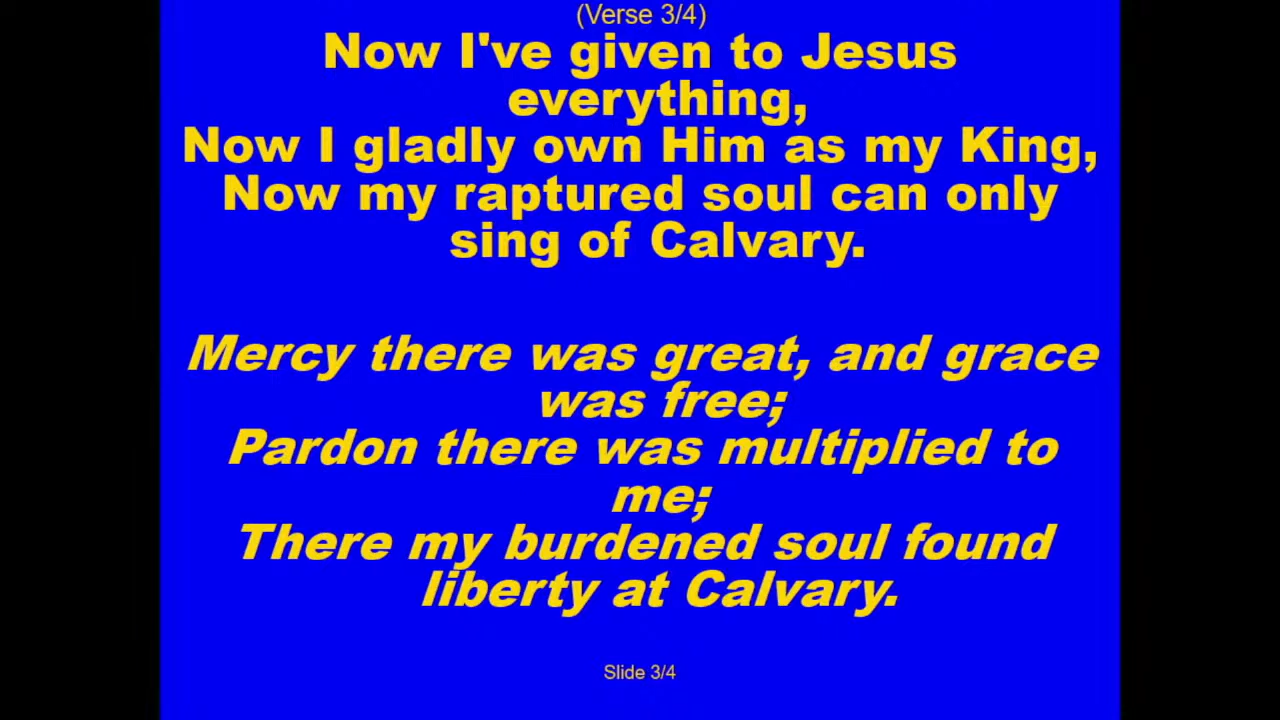 (Verse 3/4)
Now I've given to Jesus
everything,
Now I gladly own Him as my King,
Now my raptured soul can only
sing of Calvary.
Mercy there was great, and grace
was free;
Pardon there was multiplied to
me;
There my burdened soul found
liberty at Calvary.
Slide 3/4